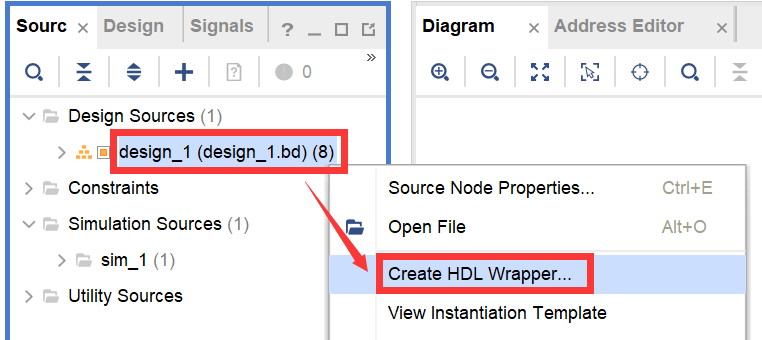 Sourc × Design Signals ? _
0 »
Design Sources (1)
design_1 (design_1.bd) (8)
Constraints
Simulation Sources (1)
sim_1 (1)
Utility Sources
Diagram × Address Editor ×
Source Node Properties... Ctrl+E
Open File Alt+O
Create HDL Wrapper...
View Instantiation Template